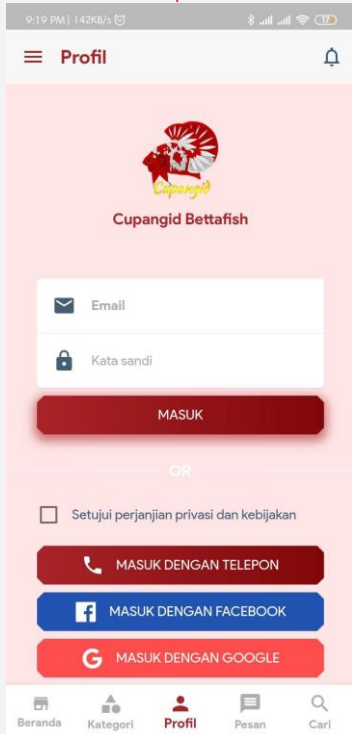 9:19 PM | 142KB/s
17
Profil
Cupangid
Cupangid Bettafish
Email
Kata sandi
MASUK
OR
Setujui perjanjian privasi dan kebijakan
MASUK DENGAN TELEPON
MASUK DENGAN FACEBOOK
G MASUK DENGAN GOOGLE
Beranda Kategori Profil Pesan Cari